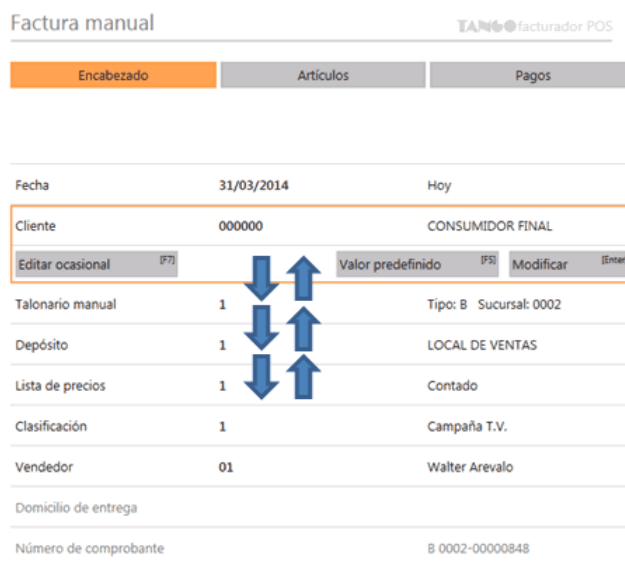 Factura manual
TANGO facturador POS
Encabezado Artículos Pagos
Fecha 31/03/2014 Hoy
Cliente 000000 CONSUMIDOR FINAL
Editar ocasional [F7] Valor predefinido [F5] Modificar [Enter
Talonario manual 1 Tipo: B Sucursal: 0002
Depósito 1 LOCAL DE VENTAS
Lista de precios 1 Contado
Clasificación 1 Campaña T.V.
Vendedor 01 Walter Arevalo
Domicilio de entrega
Número de comprobante B 0002-00000848